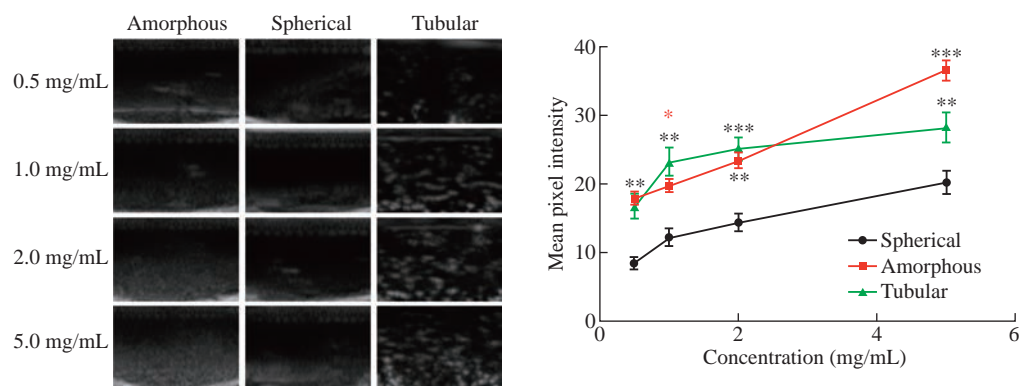 Amorphous Spherical Tubular
0.5 mg/mL
1.0 mg/mL
2.0 mg/mL
5.0 mg/mL
40
30
20
10
0
Mean pixel intensity
***
**
*
**
***
**
**
Spherical
Amorphous
Tubular
0 2 4 6
Concentration (mg/mL)